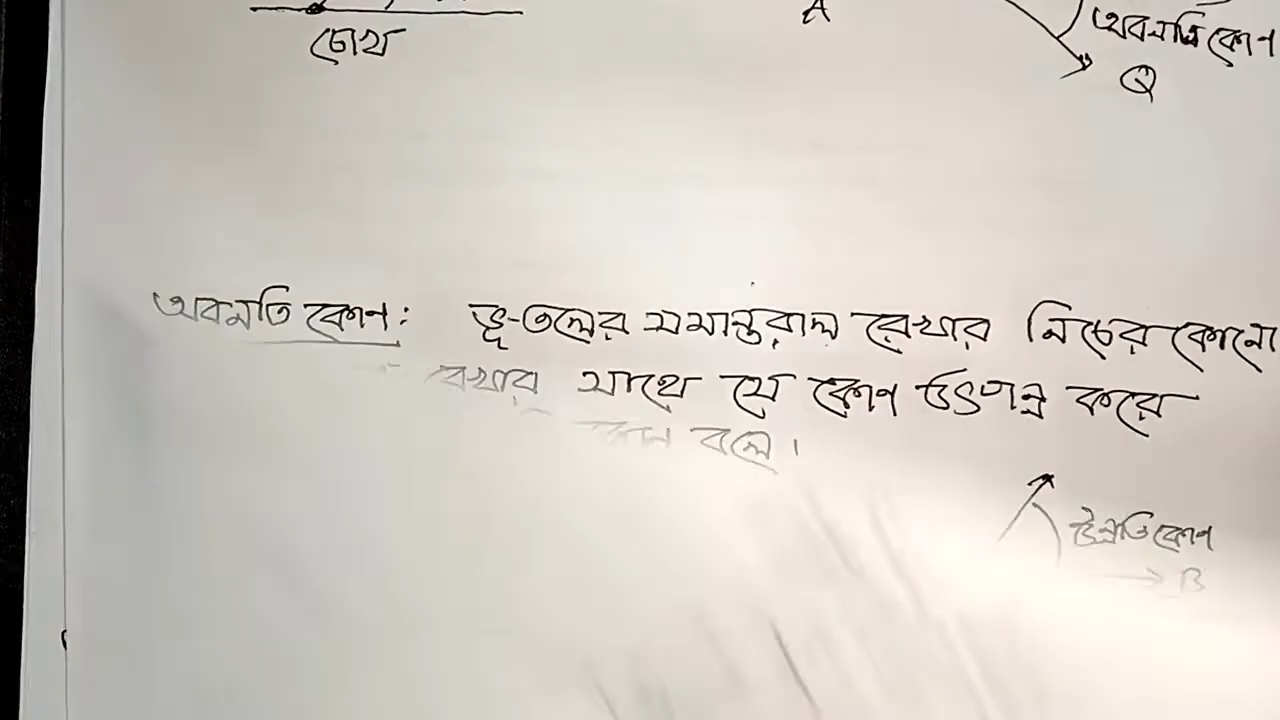 চোখ
A
অবনতি কোণ
Q
অবনতি কোণ: ভূ-তলের সমান্তরাল রেখার নিচের কোনো
রেখার সাথে যে কোণ উৎপন্ন করে
কোণ বলে।
উন্নতি কোণ
B